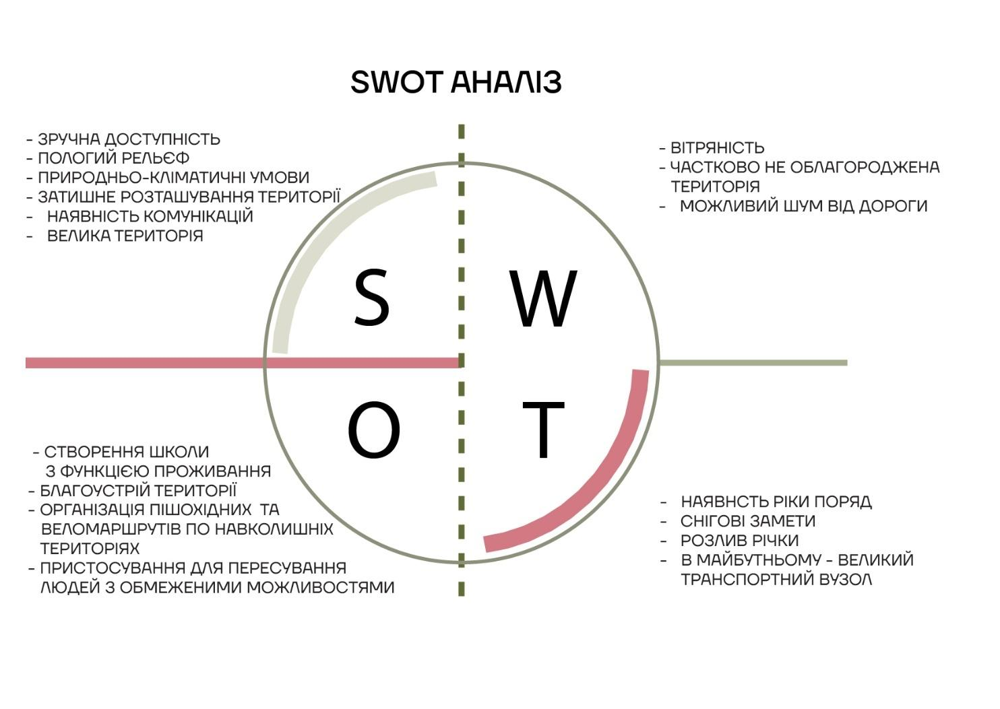 SWOT АНАЛІЗ
- ЗРУЧНА ДОСТУПНІСТЬ
- ПОЛОГИЙ РЕЛЬЄФ
- ПРИРОДНЬО-КЛІМАТИЧНІ УМОВИ
- ЗАТИШНЕ РОЗТАШУВАННЯ ТЕРИТОРІЇ
- НАЯВНІСТЬ КОМУНІКАЦІЙ
- ВЕЛИКА ТЕРИТОРІЯ
- ВІТРЯНІСТЬ
- ЧАСТКОВО НЕ ОБЛАГОРОДЖЕНА
ТЕРИТОРІЯ
- МОЖЛИВИЙ ШУМ ВІД ДОРОГИ
S
W
O
T
- СТВОРЕННЯ ШКОЛИ
З ФУНКЦІЄЮ ПРОЖИВАННЯ
- БЛАГОУСТРІЙ ТЕРИТОРІЇ
- ОРГАНІЗАЦІЯ ПІШОХІДНИХ ТА
ВЕЛОМАРШРУТІВ ПО НАВКОЛИШНІХ
ТЕРИТОРІЯХ
- ПРИСТОСУВАННЯ ДЛЯ ПЕРЕСУВАННЯ
ЛЮДЕЙ З ОБМЕЖЕНИМИ МОЖЛИВОСТЯМИ
- НАЯВНСТЬ РІКИ ПОРЯД
- СНІГОВІ ЗАМЕТИ
- РОЗЛИВ РІЧКИ
- В МАЙБУТНЬОМУ - ВЕЛИКИЙ
ТРАНСПОРТНИЙ ВУЗОЛ